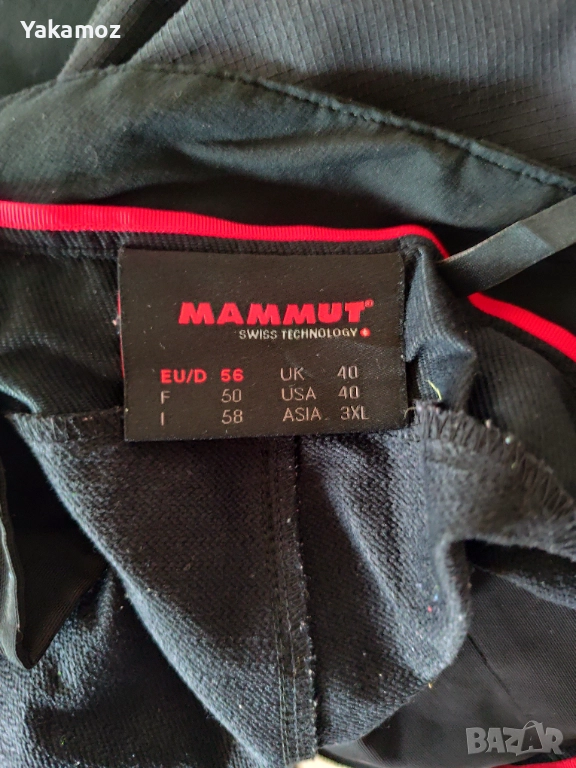 Yakamoz
MAMMUT®
SWISS TECHNOLOGY
EU/D 56 UK 40
F 50 USA 40
I 58 ASIA 3XL
BAZAR